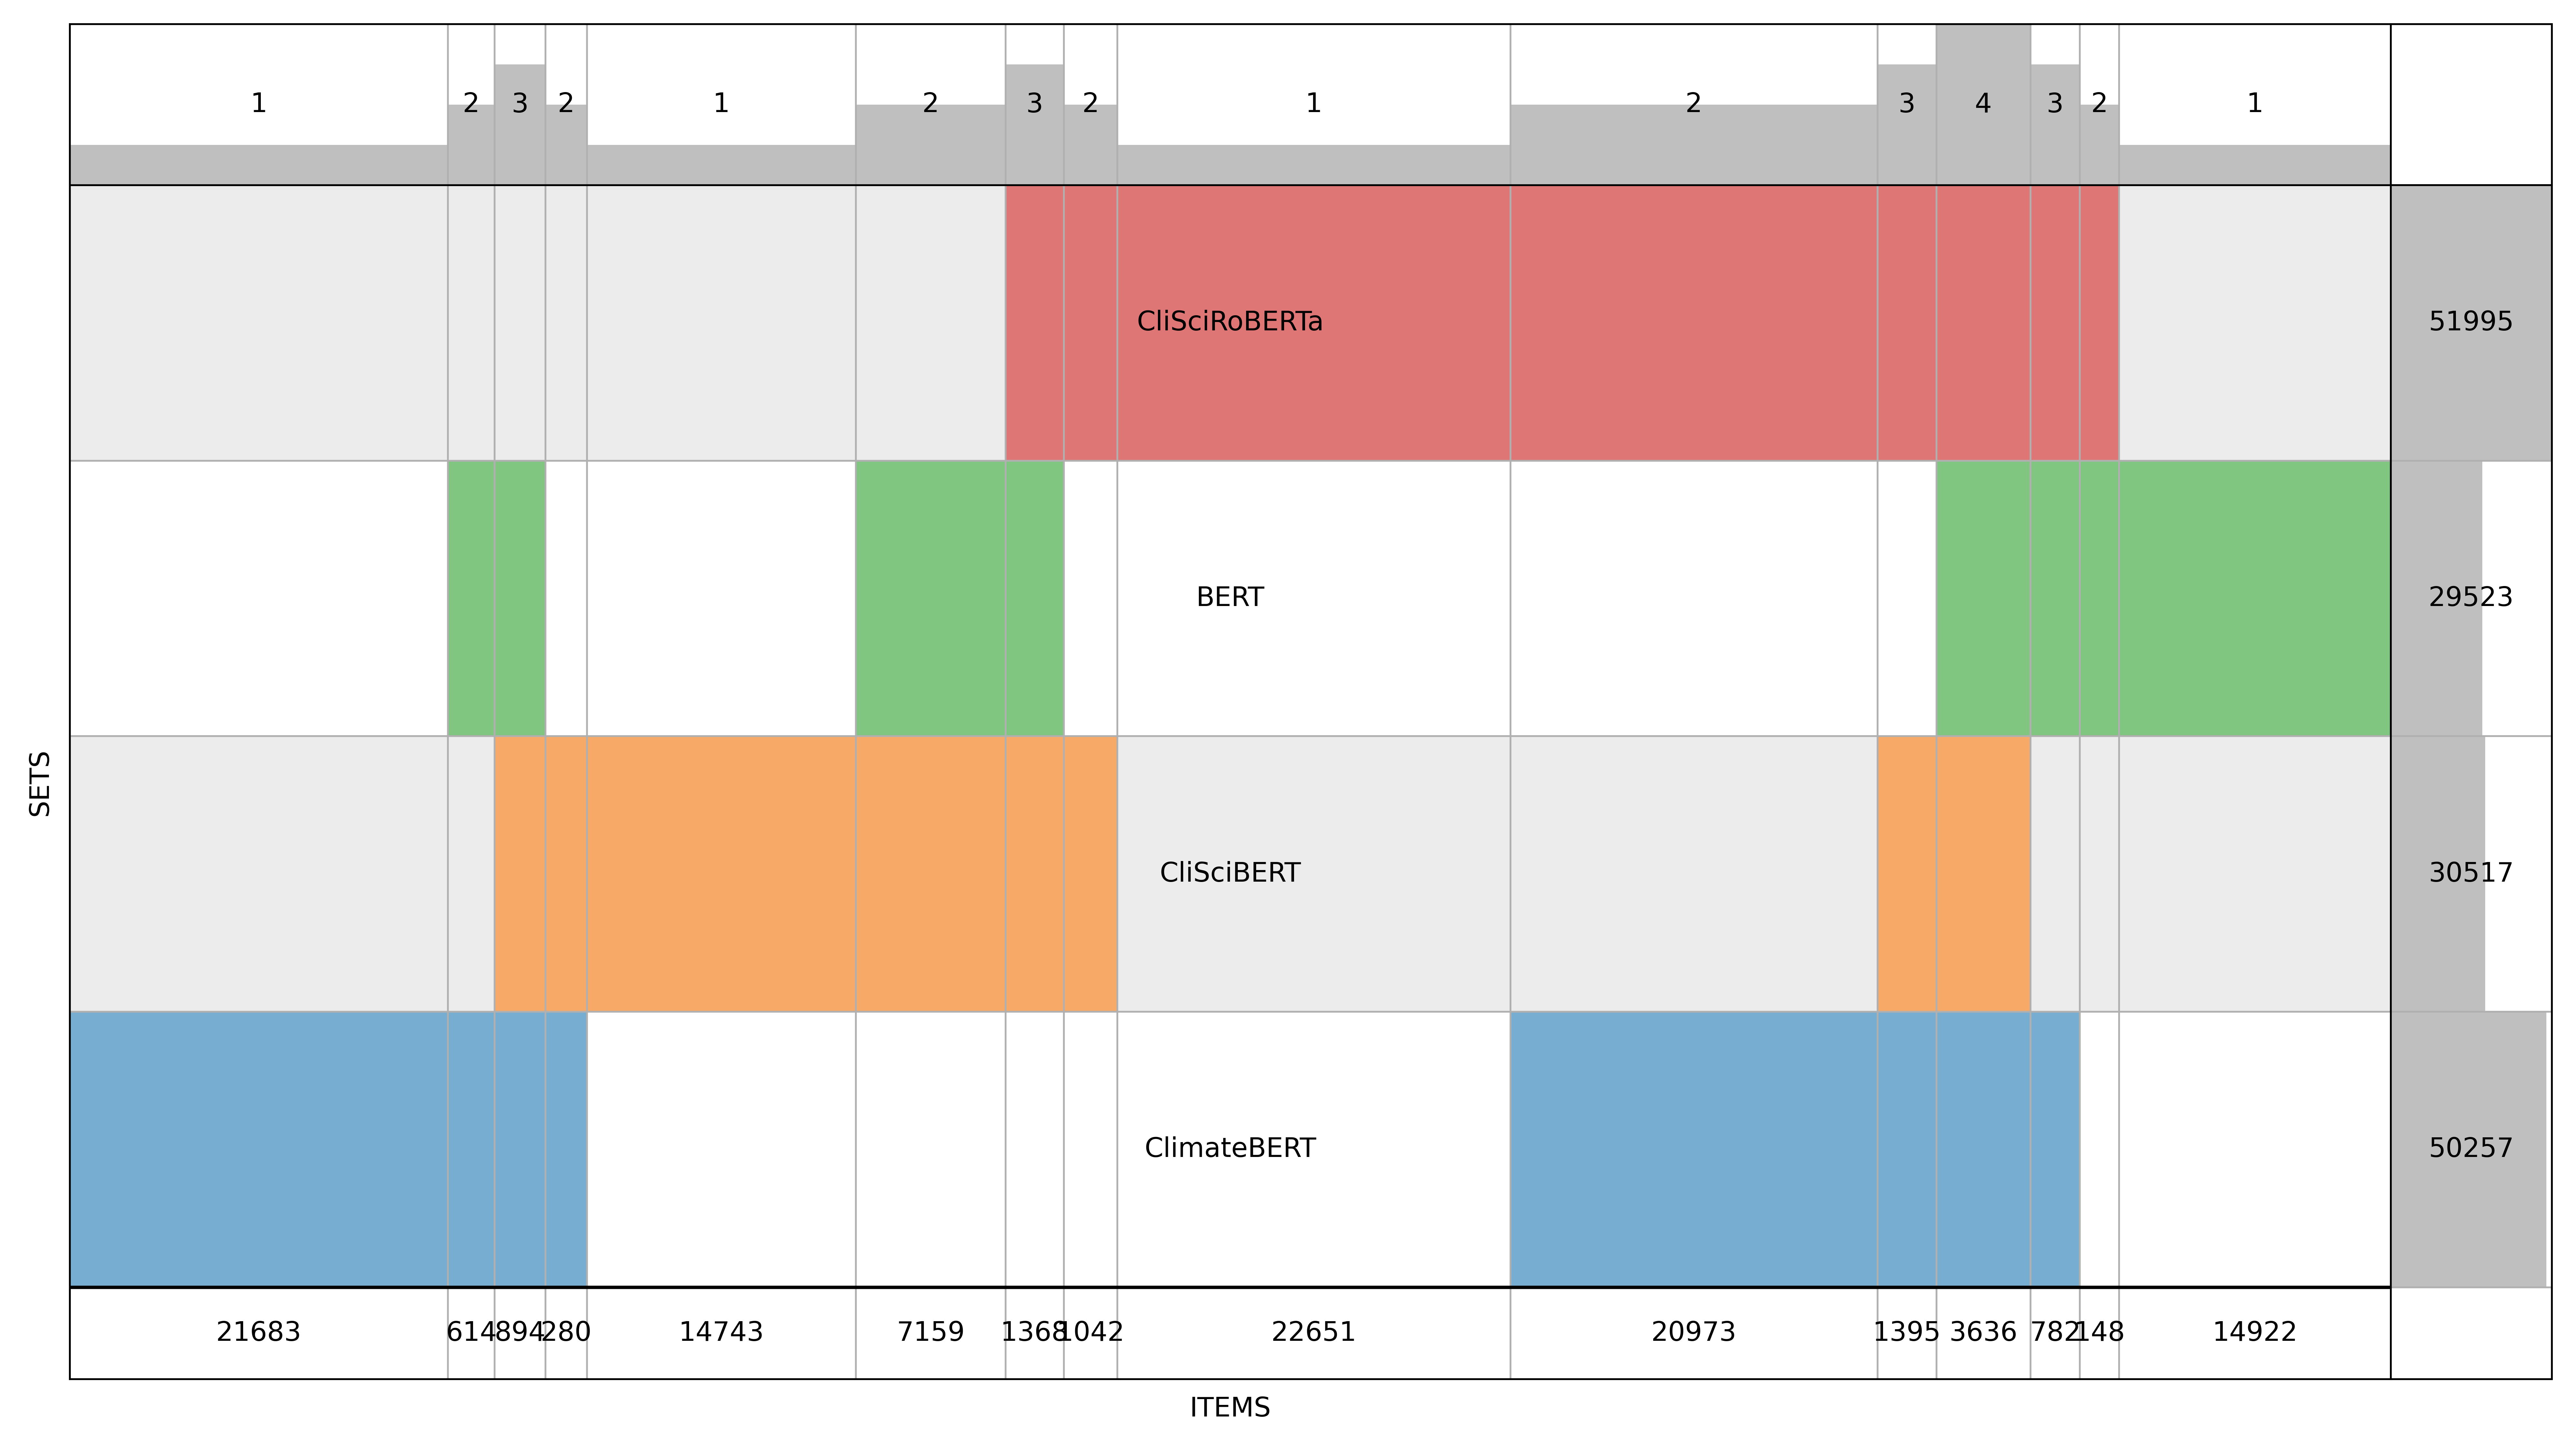 1 2 3 2 1 2 3 2 1 2 3 4 3 2 1
CliSciRoBERTa 51995
BERT 29523
SETS
CliSciBERT 30517
ClimateBERT 50257
21683 614 894 280 14743 7159 1368 1042 22651 20973 1395 3636 782 148 14922
ITEMS